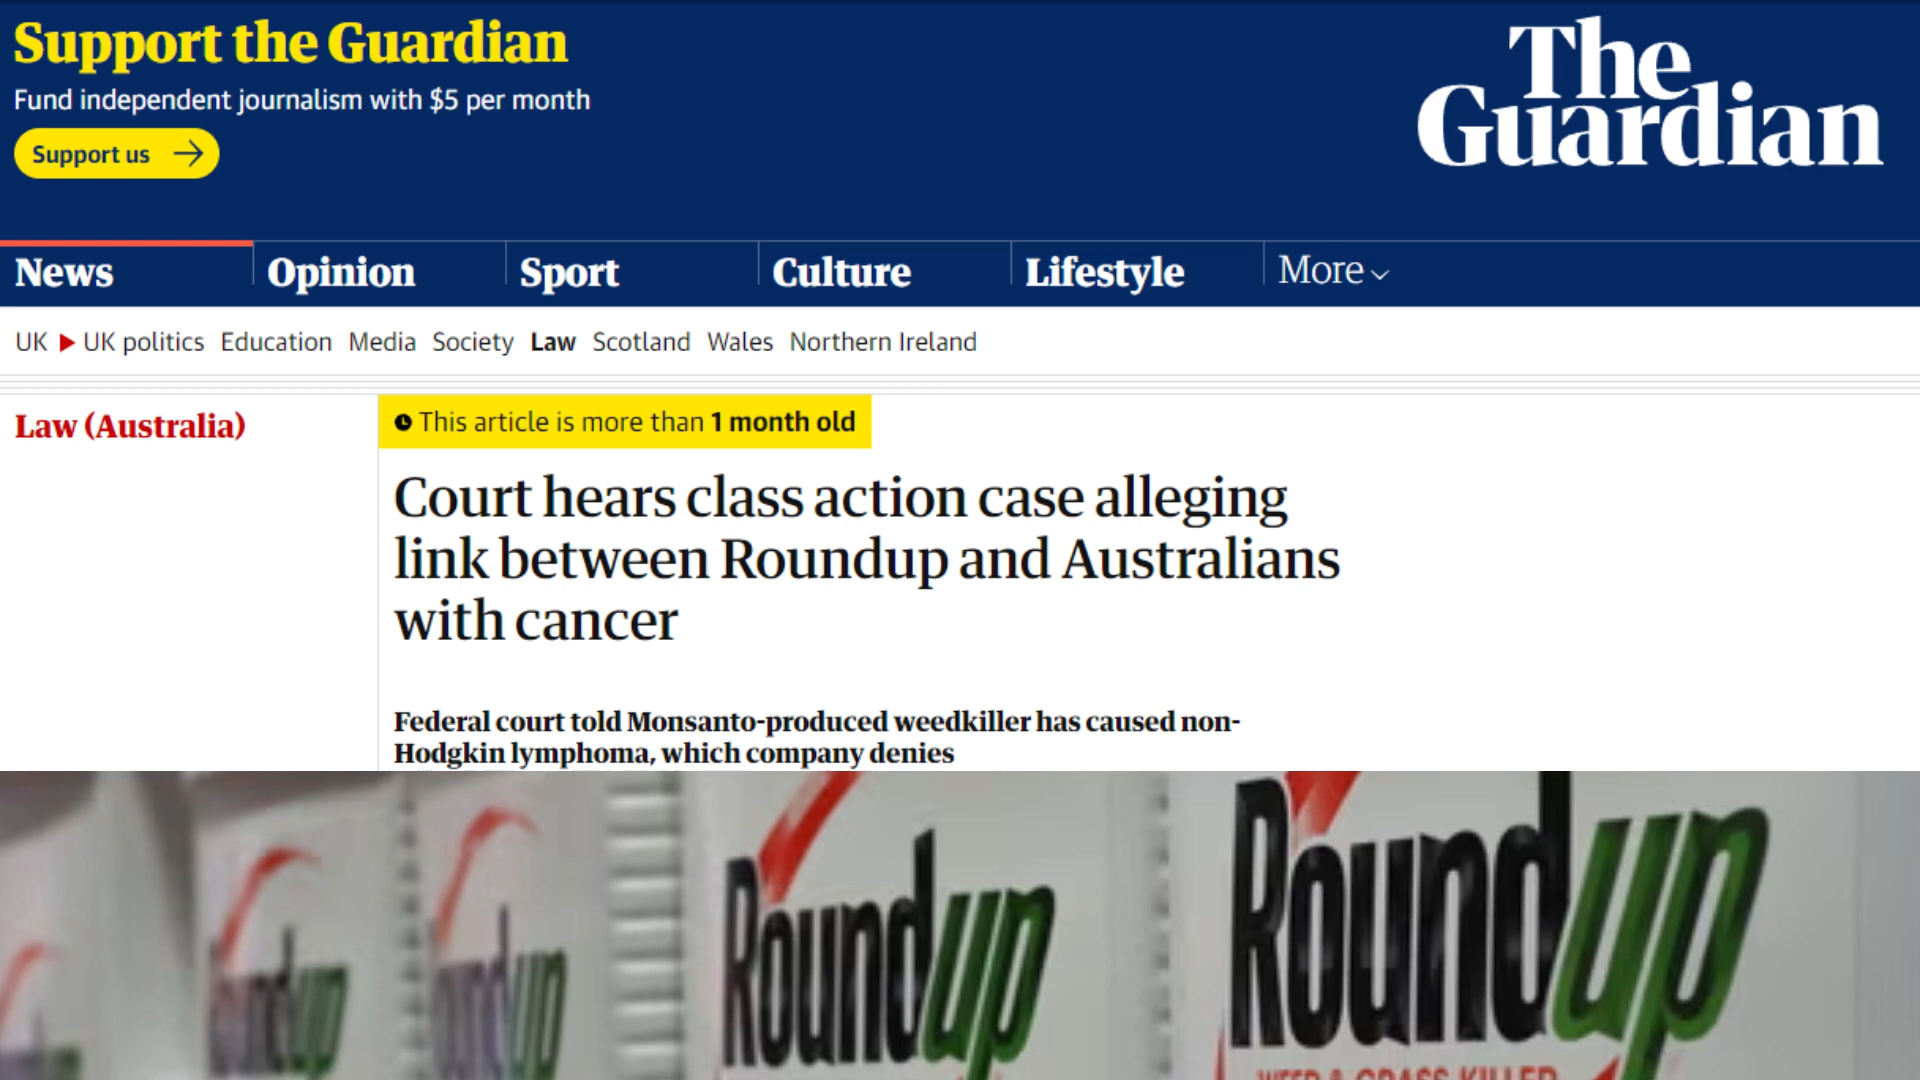 Support the Guardian
Fund independent journalism with $5 per month
Support us
The
Guardian
News Opinion Sport Culture Lifestyle More
UK UK politics Education Media Society Law Scotland Wales Northern Ireland
Law (Australia)
This article is more than 1 month old
Court hears class action case alleging
link between Roundup and Australians
with cancer
Federal court told Monsanto-produced weedkiller has caused non-
Hodgkin lymphoma, which company denies
Roundup
Roundup
WEED & GRASS KILLER